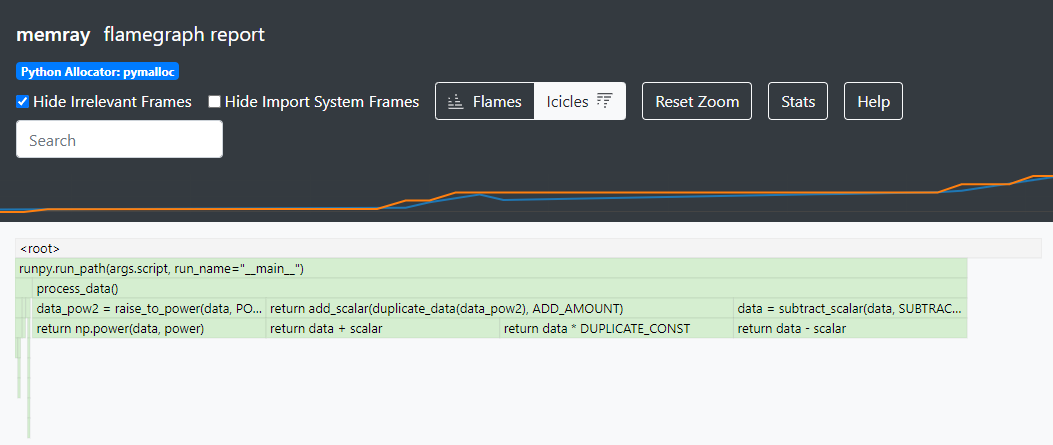 memray flamegraph report
Python Allocator: pymalloc
Hide Irrelevant Frames Hide Import System Frames Flames Icicles Reset Zoom Stats Help
Search
<root>
runpy.run_path(args.script, run_name="__main__")
process_data()
data_pow2 = raise_to_power(data, PO... return add_scalar(duplicate_data(data_pow2), ADD_AMOUNT) data = subtract_scalar(data, SUBTRAC...
return np.power(data, power) return data + scalar return data * DUPLICATE_CONST return data - scalar